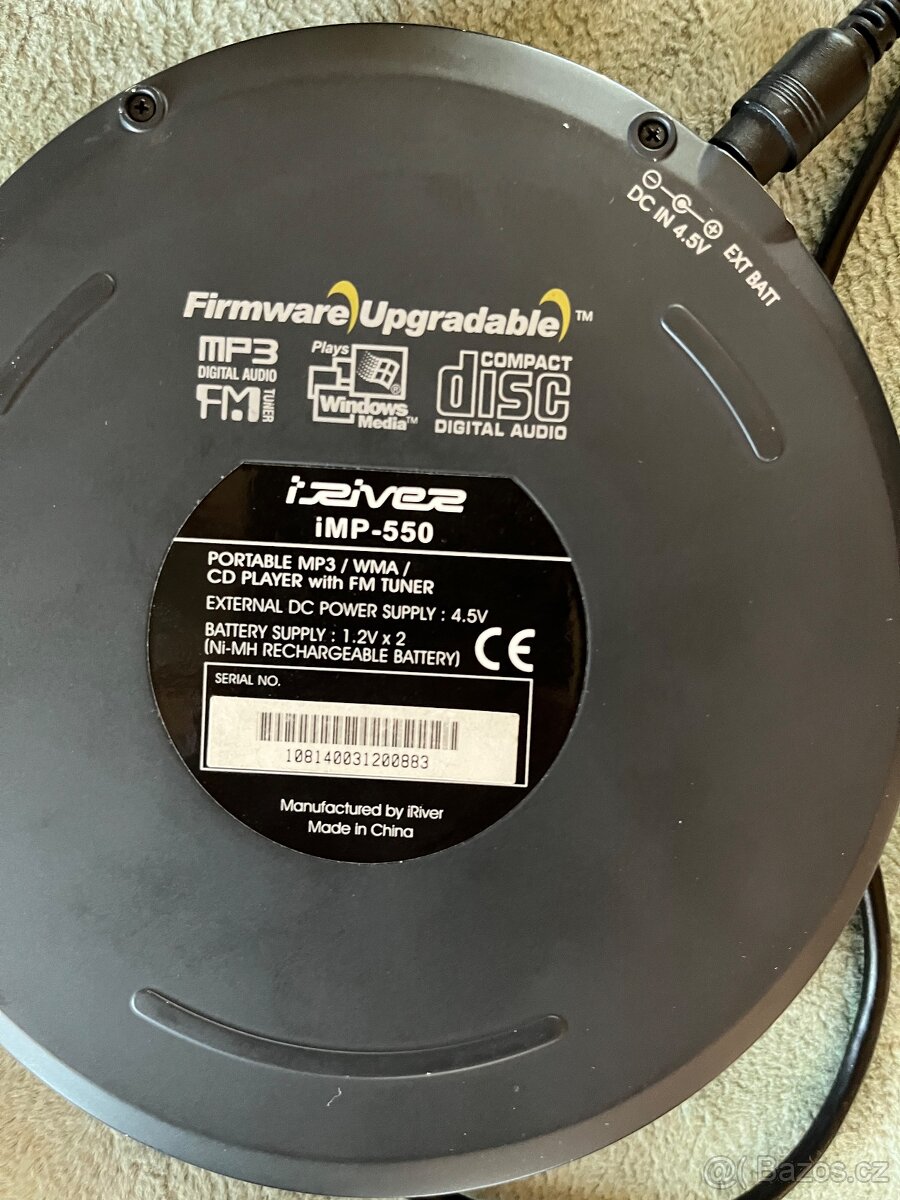 ⊖ ⊕
DC IN 4.5V EXT BATT
Firmware Upgradable ™
MP3
DIGITAL AUDIO
FM TUNER
Plays
Windows®
Media™
COMPACT
disc
DIGITAL AUDIO
iRiver
iMP-550
PORTABLE MP3 / WMA /
CD PLAYER with FM TUNER
EXTERNAL DC POWER SUPPLY : 4.5V
BATTERY SUPPLY : 1.2V x 2
(Ni-MH RECHARGEABLE BATTERY)
CE
SERIAL NO.
108140031200883
Manufactured by iRiver
Made in China
@( Bazos.cz